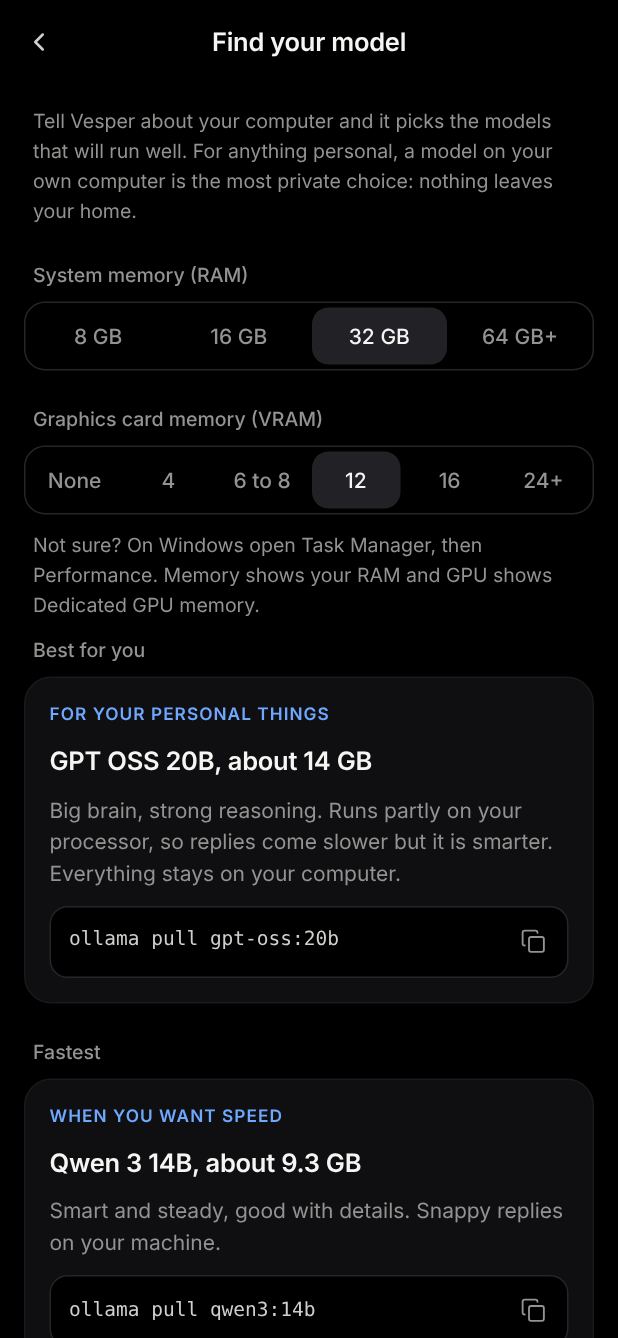 Find your model
Tell Vesper about your computer and it picks the models
that will run well. For anything personal, a model on your
own computer is the most private choice: nothing leaves
your home.
System memory (RAM)
8 GB 16 GB 32 GB 64 GB+
Graphics card memory (VRAM)
None 4 6 to 8 12 16 24+
Not sure? On Windows open Task Manager, then
Performance. Memory shows your RAM and GPU shows
Dedicated GPU memory.
Best for you
FOR YOUR PERSONAL THINGS
GPT OSS 20B, about 14 GB
Big brain, strong reasoning. Runs partly on your
processor, so replies come slower but it is smarter.
Everything stays on your computer.
ollama pull gpt-oss:20b
Fastest
WHEN YOU WANT SPEED
Qwen 3 14B, about 9.3 GB
Smart and steady, good with details. Snappy replies
on your machine.
ollama pull qwen3:14b